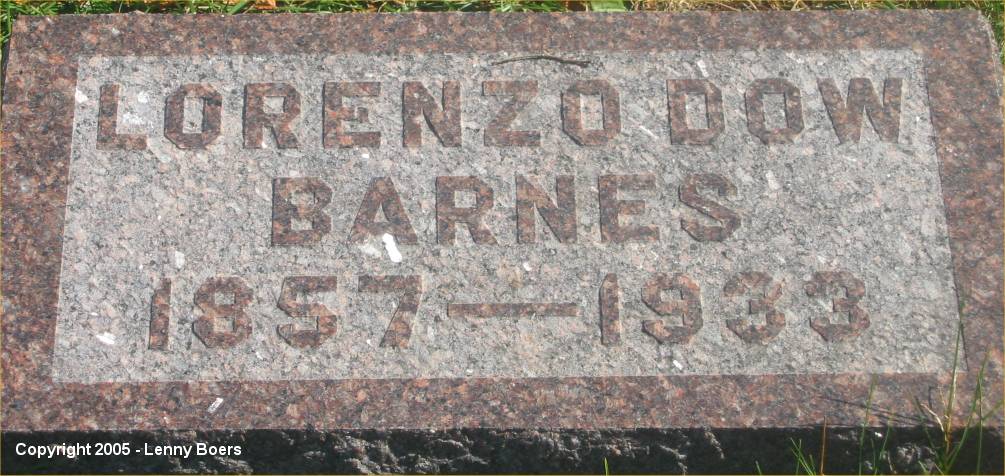 LORENZO DOW
BARNES
1857—1933
Copyright 2005 - Lenny Boers